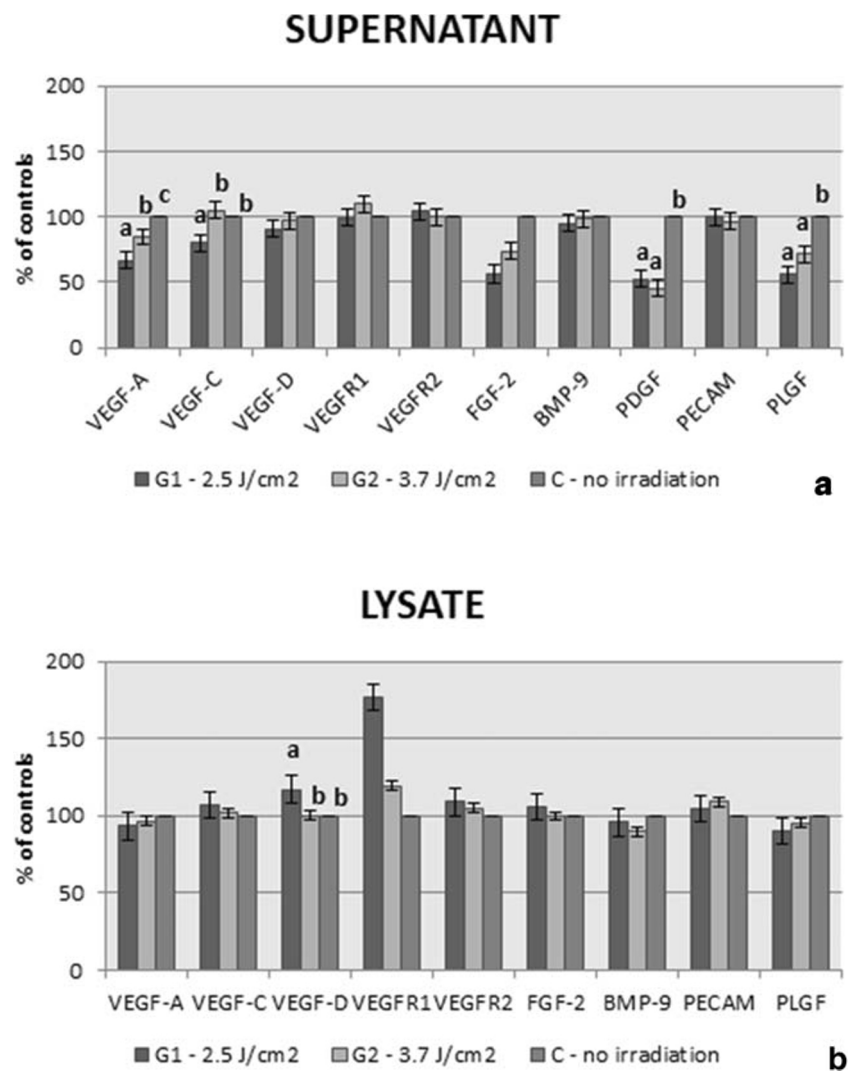 SUPERNATANT
200
150
100
50
0
% of controls
a b c
a b b
b
a a
a a b
VEGF-A VEGF-C VEGF-D VEGFR1 VEGFR2 FGF-2 BMP-9 PDGF PECAM PLGF
G1 - 2.5 J/cm2 G2 - 3.7 J/cm2 C - no irradiation
a
LYSATE
200
150
100
50
0
% of controls
a b b
VEGF-A VEGF-C VEGF-D VEGFR1 VEGFR2 FGF-2 BMP-9 PECAM PLGF
G1 - 2.5 J/cm2 G2 - 3.7 J/cm2 C - no irradiation
b